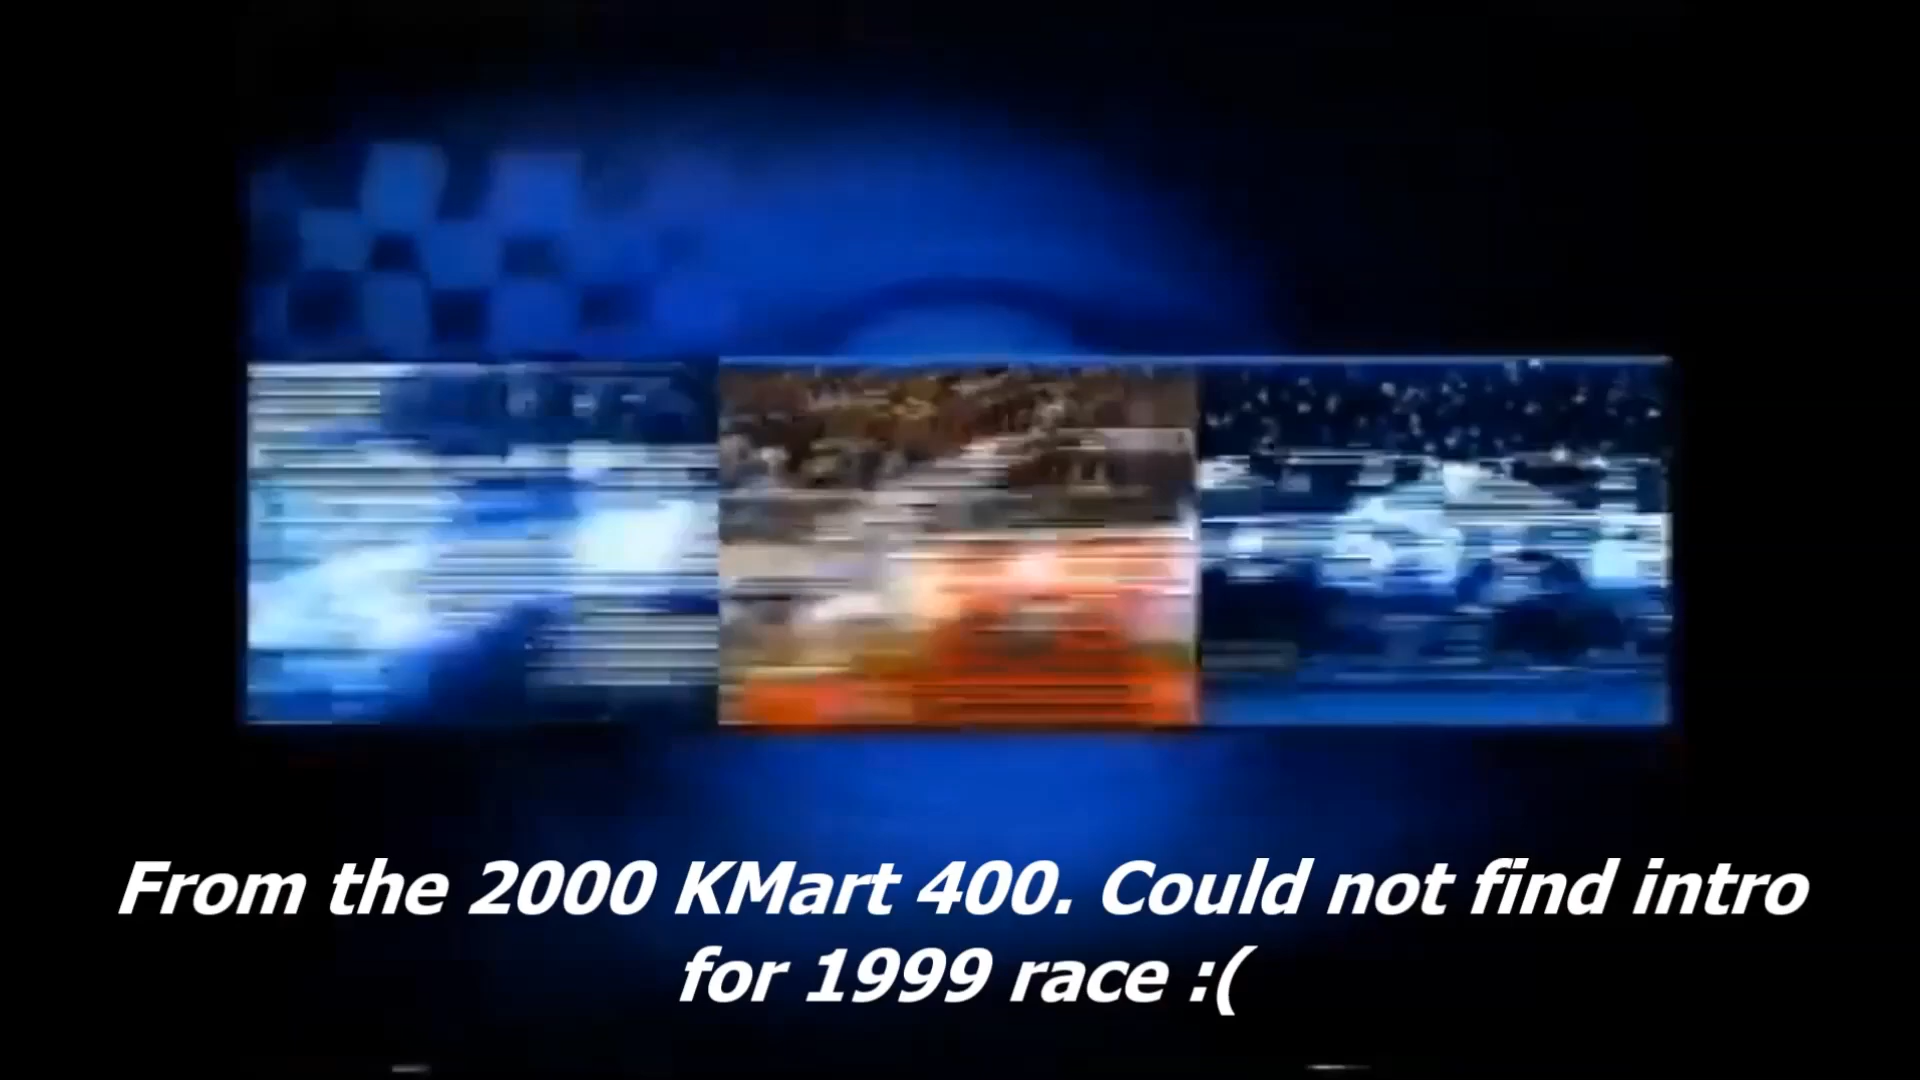 From the 2000 KMart 400. Could not find intro
for 1999 race :(